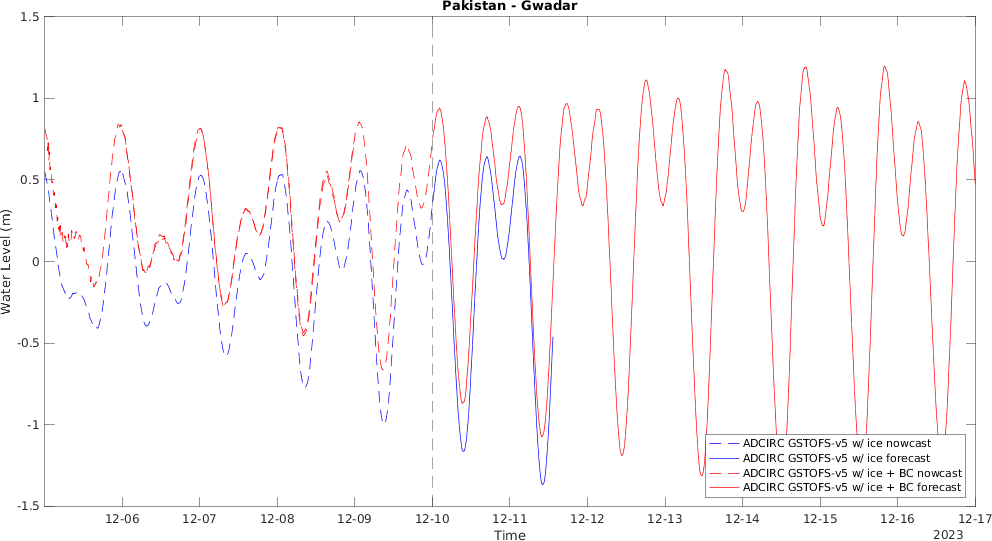 Pakistan - Gwadar
1.5
1
0.5
0
-0.5
-1
-1.5
Water Level (m)
ADCIRC GSTOFS-v5 w/ ice nowcast
ADCIRC GSTOFS-v5 w/ ice forecast
ADCIRC GSTOFS-v5 w/ ice + BC nowcast
ADCIRC GSTOFS-v5 w/ ice + BC forecast
12-06 12-07 12-08 12-09 12-10 12-11 12-12 12-13 12-14 12-15 12-16 12-17
Time
2023